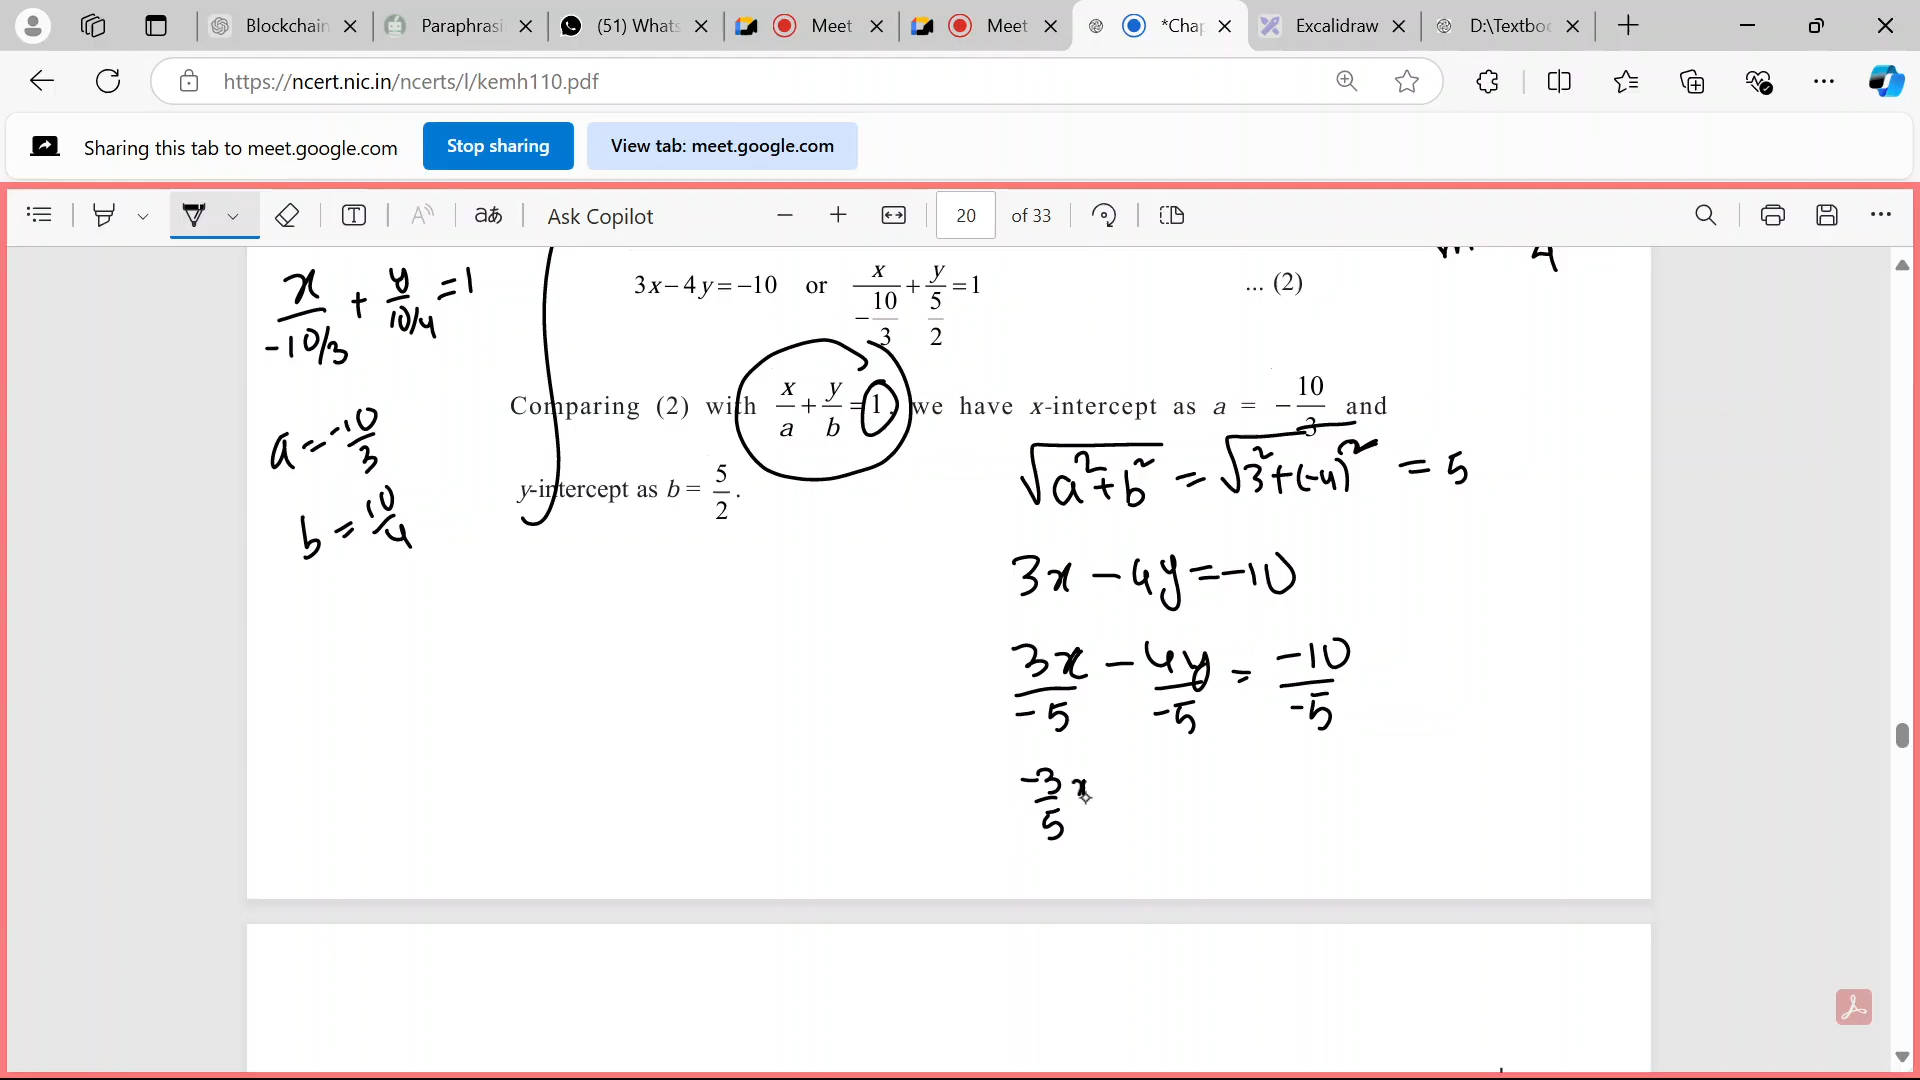 Blockchain
Paraphrasi
(51) Whats
Meet
Meet
*Chap
Excalidraw
D:\Textboo
https://ncert.nic.in/ncerts/l/kemh110.pdf
Sharing this tab to meet.google.com
Stop sharing
View tab: meet.google.com
aあ
Ask Copilot
20 of 33
x/(-10/3) + y/(10/4) = 1
3x − 4y = −10 or x/(-10/3) + y/(5/2) = 1 ... (2)
Comparing (2) with x/a + y/b = 1, we have x-intercept as a = −10/3 and
y-intercept as b = 5/2.
a = -10/3
b = 10/4
√(a² + b²) = √(3² + (-4)²) = 5
3x − 4y = −10
3x/-5 − 4y/-5 = -10/-5
-3/5 x